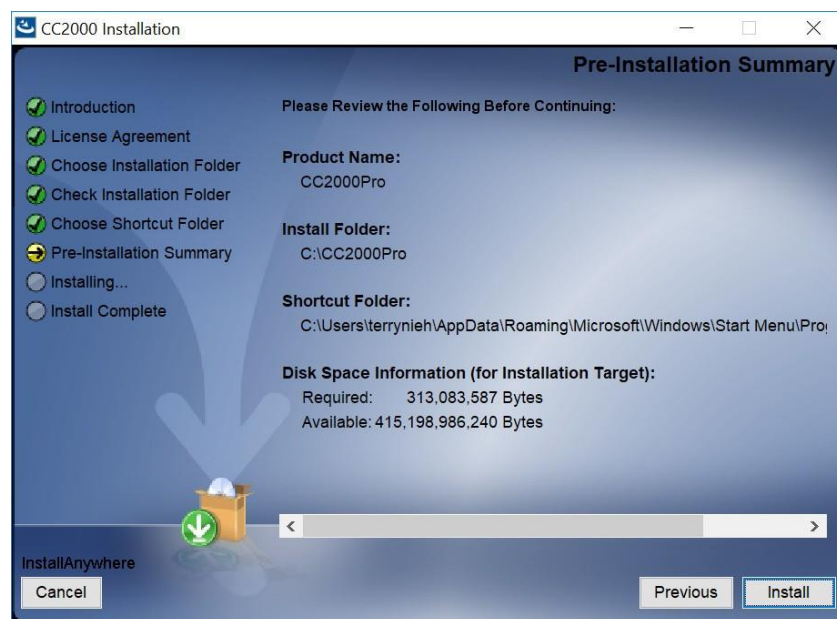 CC2000 Installation
Pre-Installation Summary
Introduction
License Agreement
Choose Installation Folder
Check Installation Folder
Choose Shortcut Folder
Pre-Installation Summary
Installing...
Install Complete
Please Review the Following Before Continuing:
Product Name:
CC2000Pro
Install Folder:
C:\CC2000Pro
Shortcut Folder:
C:\Users\terrynieh\AppData\Roaming\Microsoft\Windows\Start Menu\Prog
Disk Space Information (for Installation Target):
Required: 313,083,587 Bytes
Available: 415,198,986,240 Bytes
InstallAnywhere
Cancel
Previous
Install